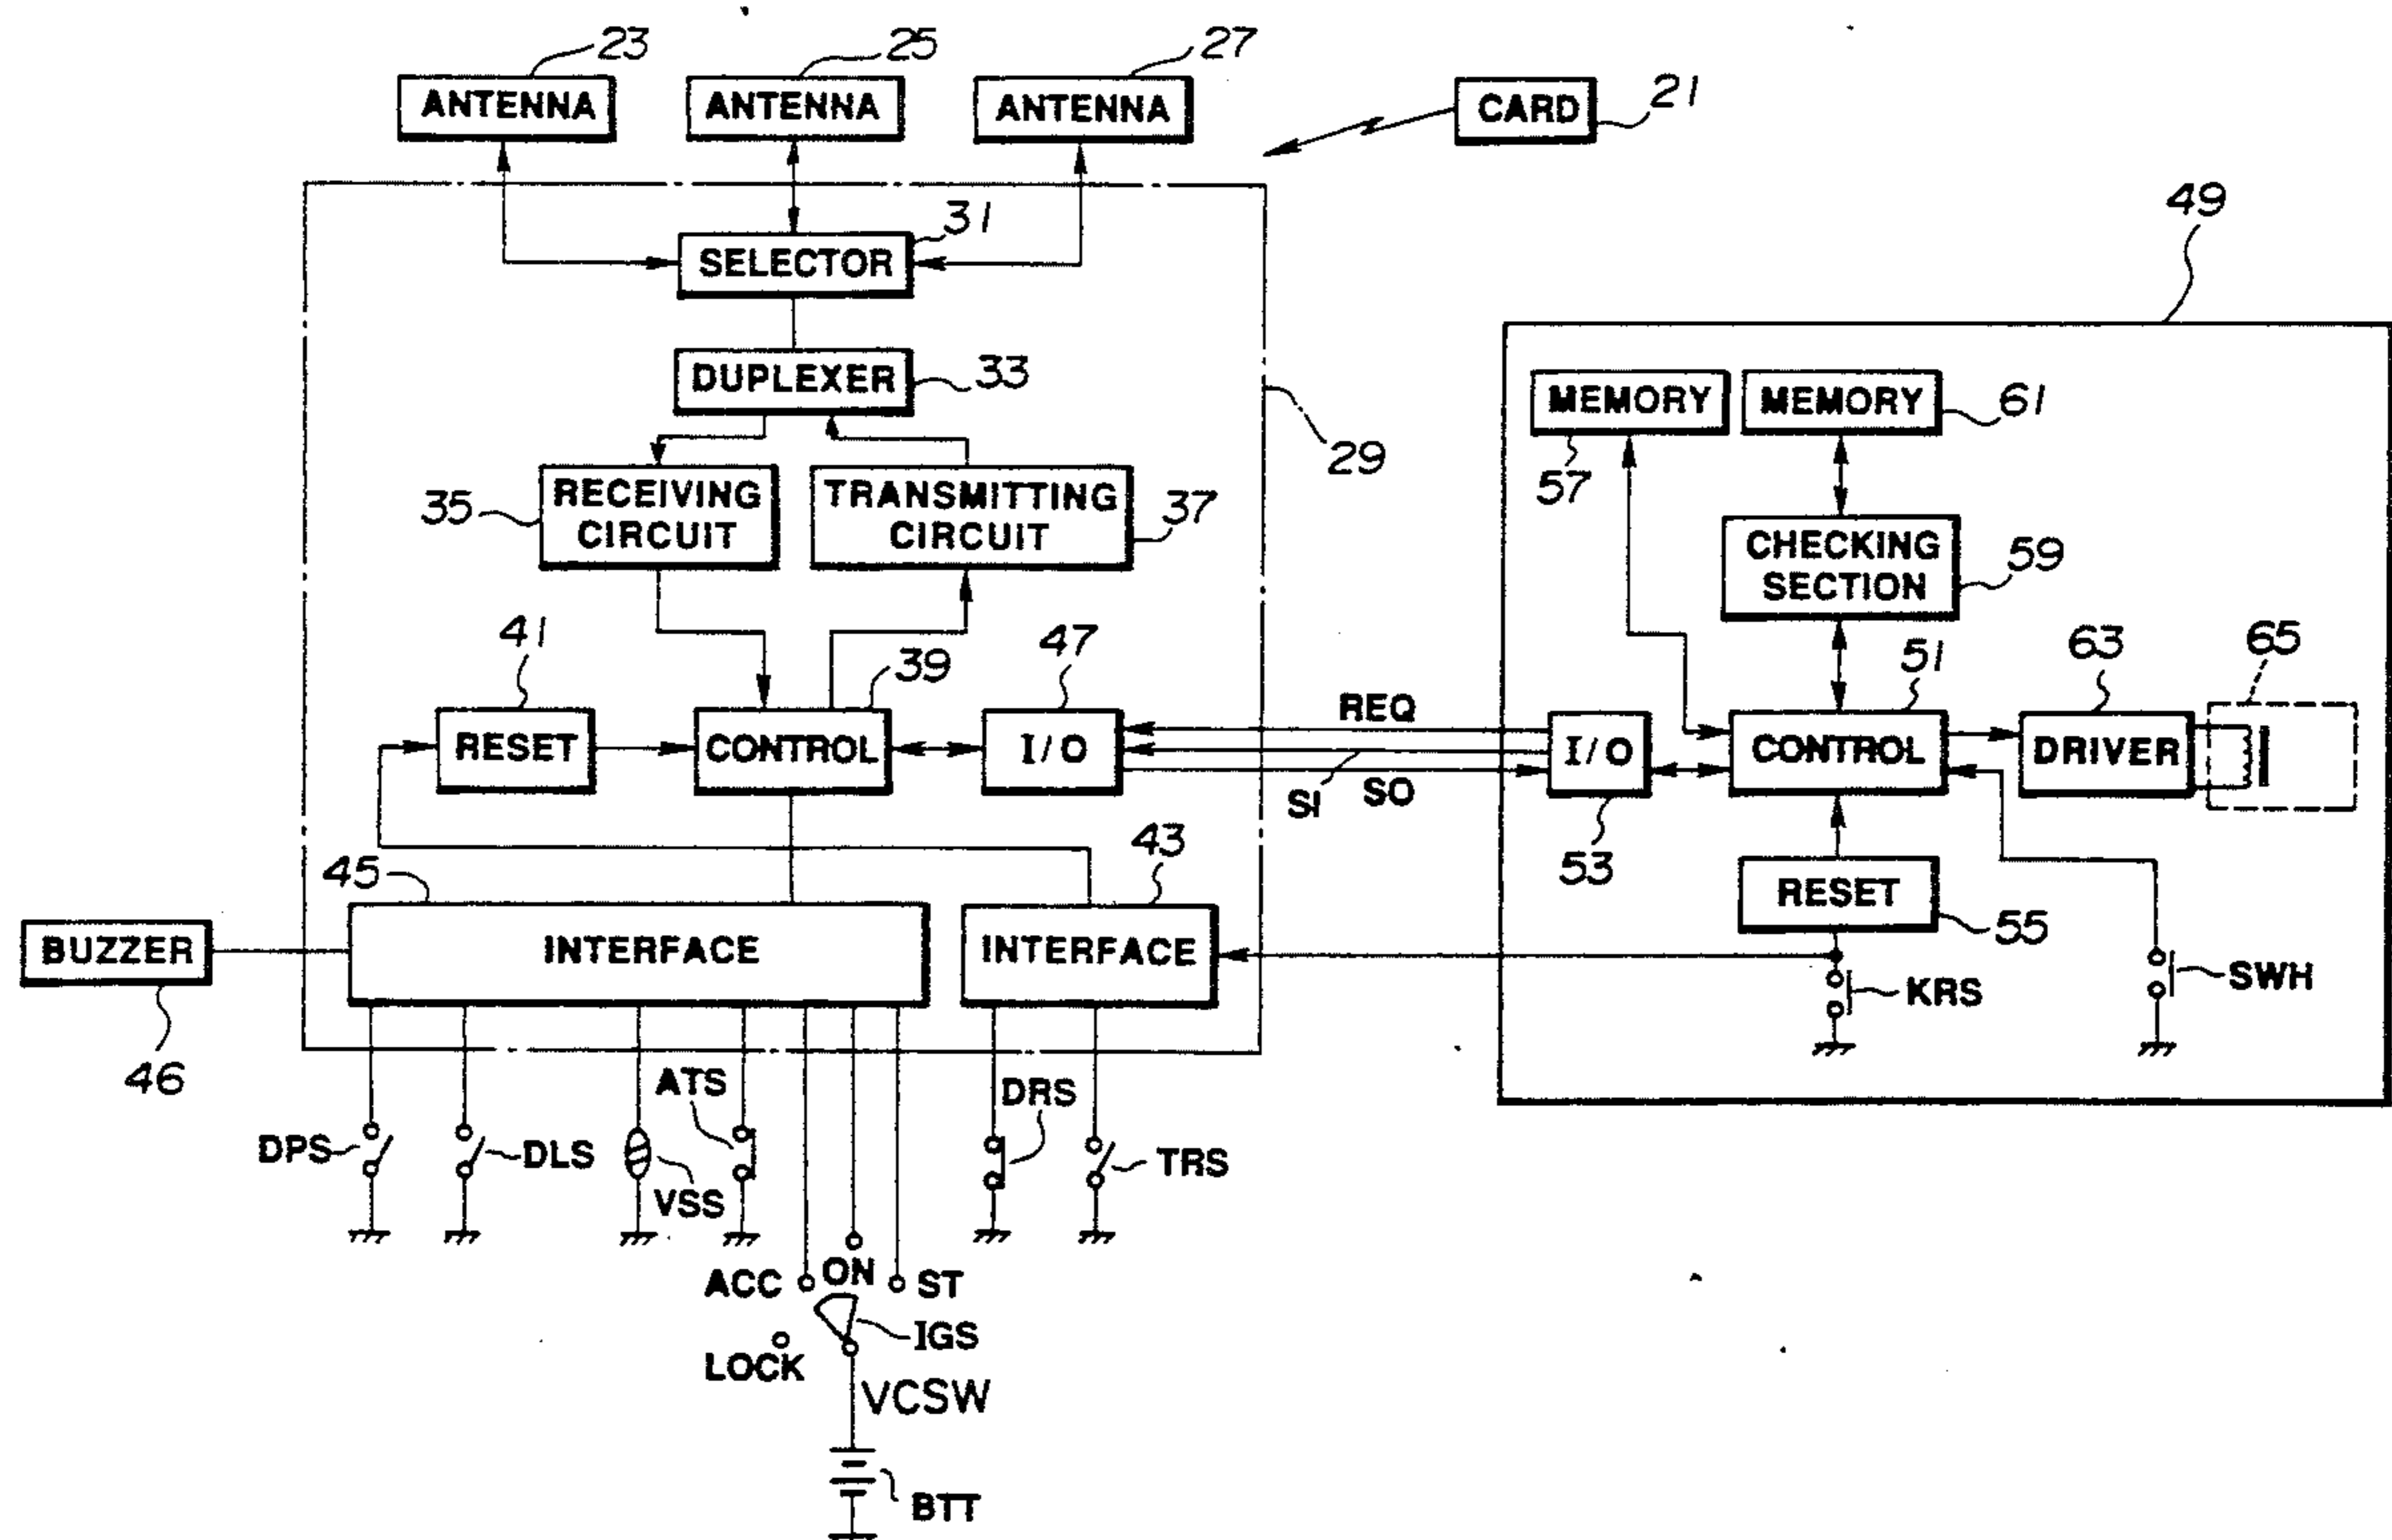 23
25
27
ANTENNA
ANTENNA
ANTENNA
CARD
21
31
SELECTOR
49
DUPLEXER
33
29
MEMORY
MEMORY
61
57
35
RECEIVING
CIRCUIT
TRANSMITTING
CIRCUIT
37
CHECKING
SECTION
59
41
39
47
51
63
65
RESET
CONTROL
I/O
REQ
SI
SO
I/O
CONTROL
DRIVER
53
45
43
RESET
55
BUZZER
46
INTERFACE
INTERFACE
KRS
SWH
DPS
DLS
VSS
ATS
DRS
TRS
ACC
ON
ST
IGS
LOCK
VCSW
BTT